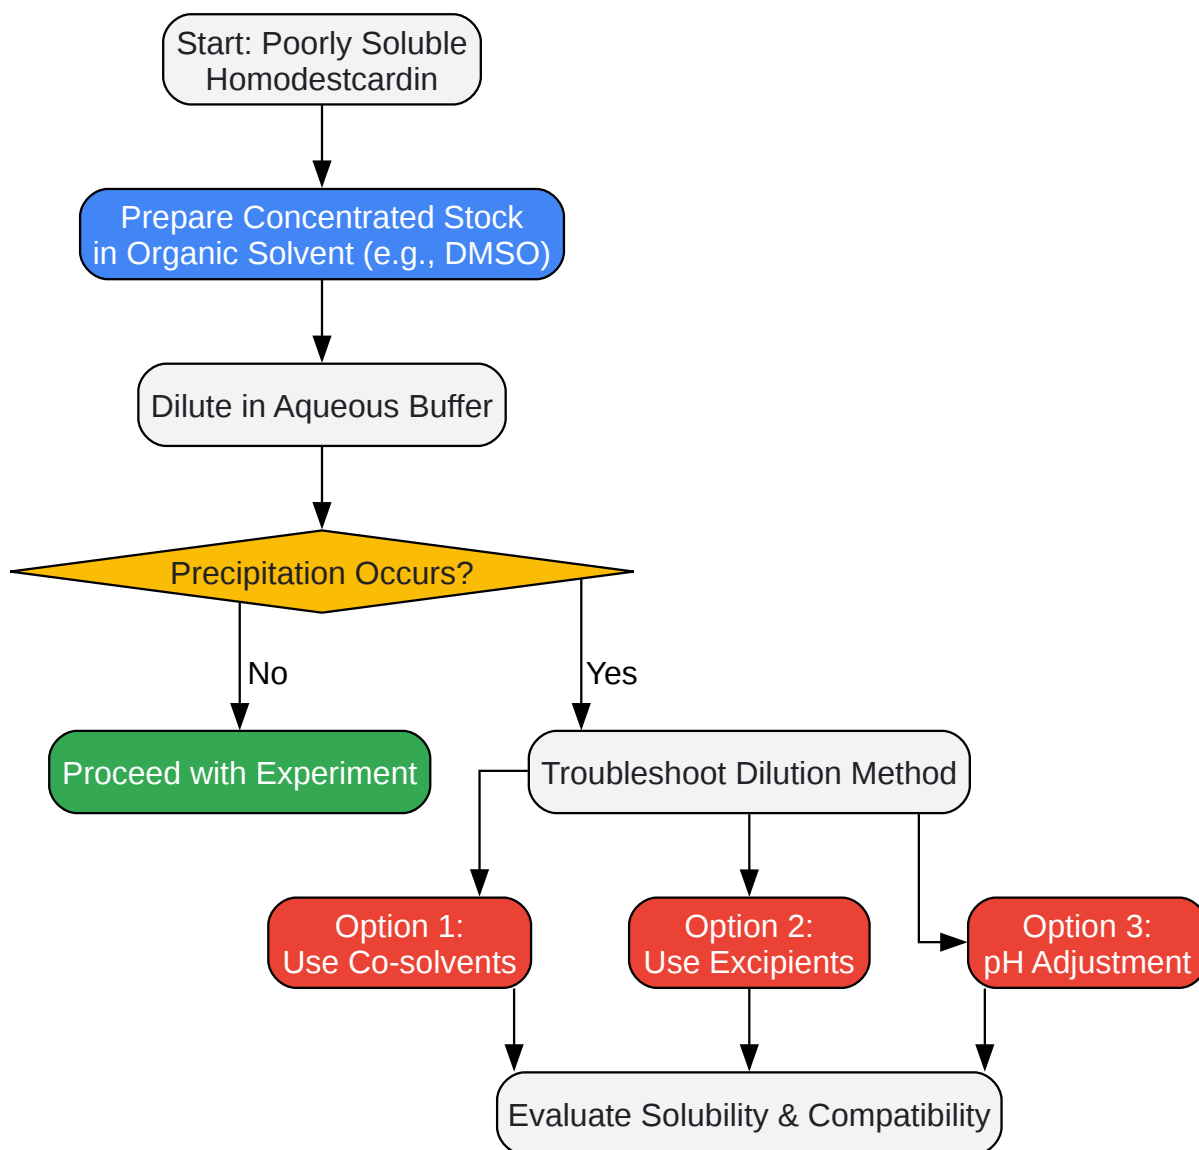 Start: Poorly Soluble
Homodestcardin
Prepare Concentrated Stock
in Organic Solvent (e.g., DMSO)
Dilute in Aqueous Buffer
Precipitation Occurs?
No
Yes
Proceed with Experiment
Troubleshoot Dilution Method
Option 1:
Use Co-solvents
Option 2:
Use Excipients
Option 3:
pH Adjustment
Evaluate Solubility & Compatibility